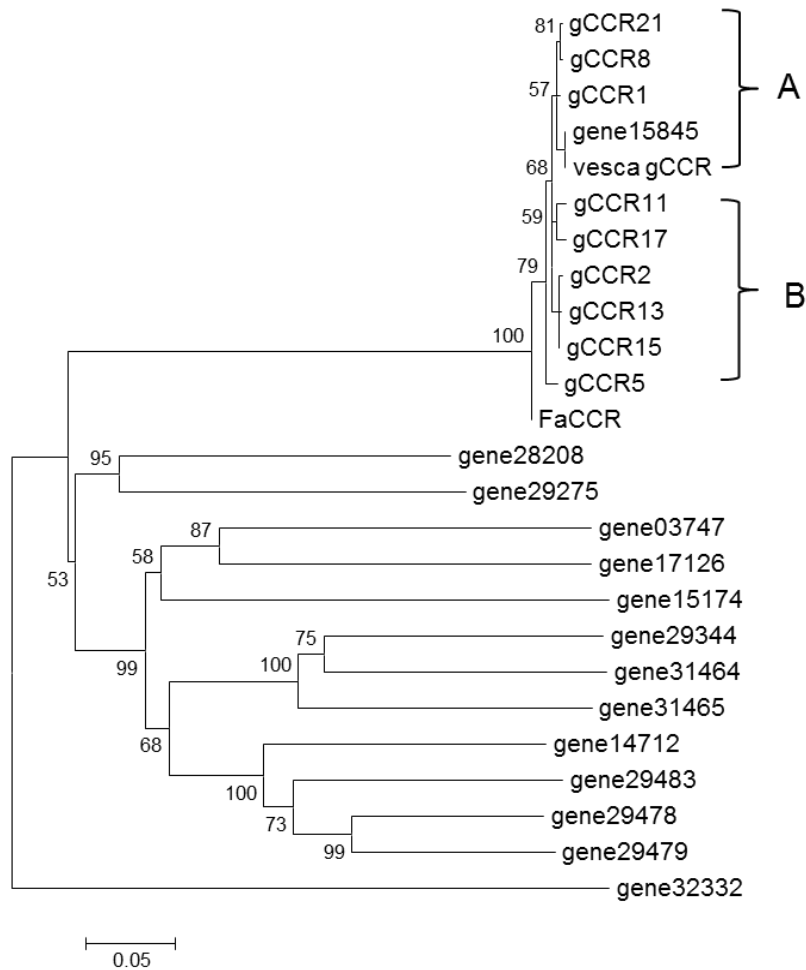 81 gCCR21
gCCR8
57 gCCR1 A
gene15845
68 vesca gCCR
59 gCCR11
gCCR17
79 gCCR2 B
gCCR13
100 gCCR15
gCCR5
FaCCR
95 gene28208
gene29275
87 gene03747
53 58 gene17126
gene15174
75 gene29344
99 100 gene31464
gene31465
68 gene14712
100 gene29483
73 gene29478
99 gene29479
gene32332
0.05